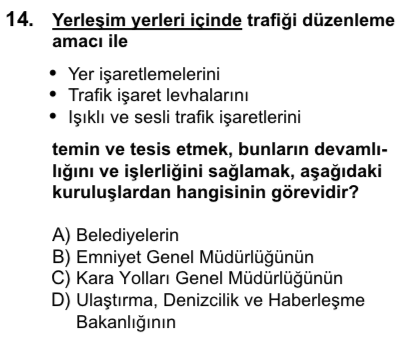 14. Yerleşim yerleri içinde trafiği düzenleme
amacı ile
• Yer işaretlemelerini
• Trafik işaret levhalarını
• Işıklı ve sesli trafik işaretlerini
temin ve tesis etmek, bunların devamlı-
lığını ve işlerliğini sağlamak, aşağıdaki
kuruluşlardan hangisinin görevidir?
A) Belediyelerin
B) Emniyet Genel Müdürlüğünün
C) Kara Yolları Genel Müdürlüğünün
D) Ulaştırma, Denizcilik ve Haberleşme
Bakanlığının